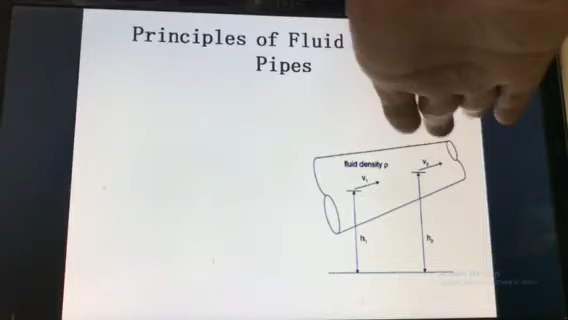 Principles of Fluid
Pipes
fluid density ρ
v₁
v₂
h₁
h₂